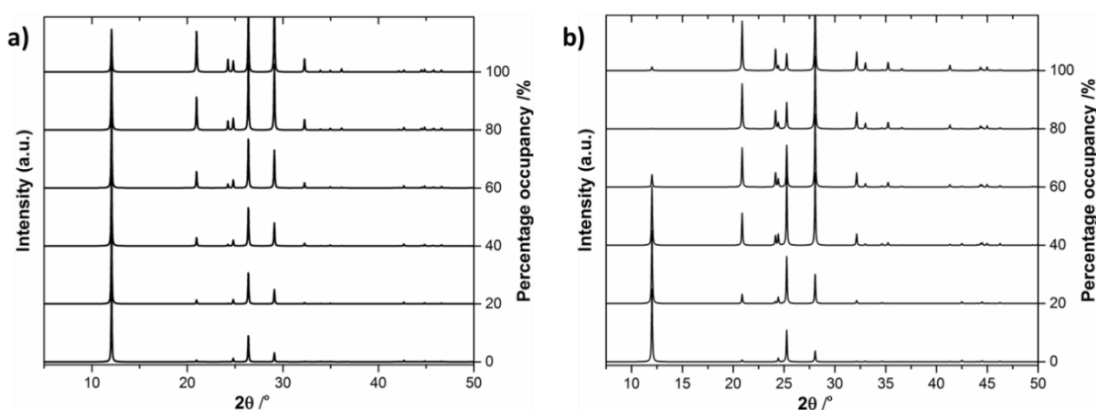 a)
Intensity (a.u.)
100
80
60
40
20
0
Percentage occupancy /%
10 20 30 40 50
2θ /°
b)
Intensity (a.u.)
100
80
60
40
20
0
Percentage occupancy /%
10 15 20 25 30 35 40 45 50
2θ /°